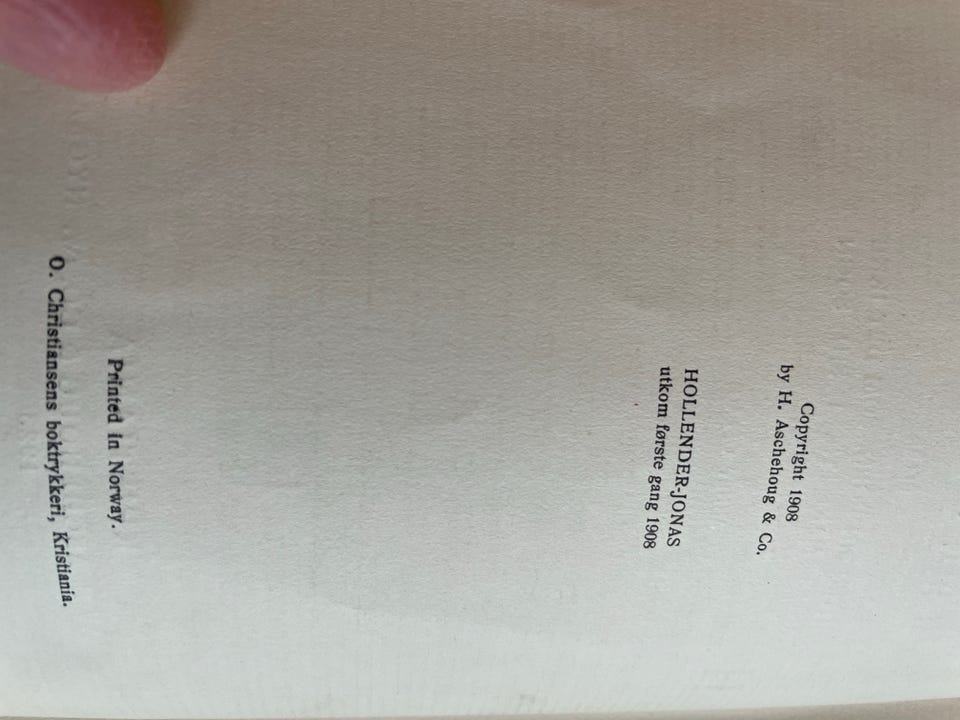 Copyright 1908
by H. Aschehoug & Co.
HOLLENDER-JONAS
utkom første gang 1908
Printed in Norway.
O. Christiansens boktrykkeri, Kristiania.